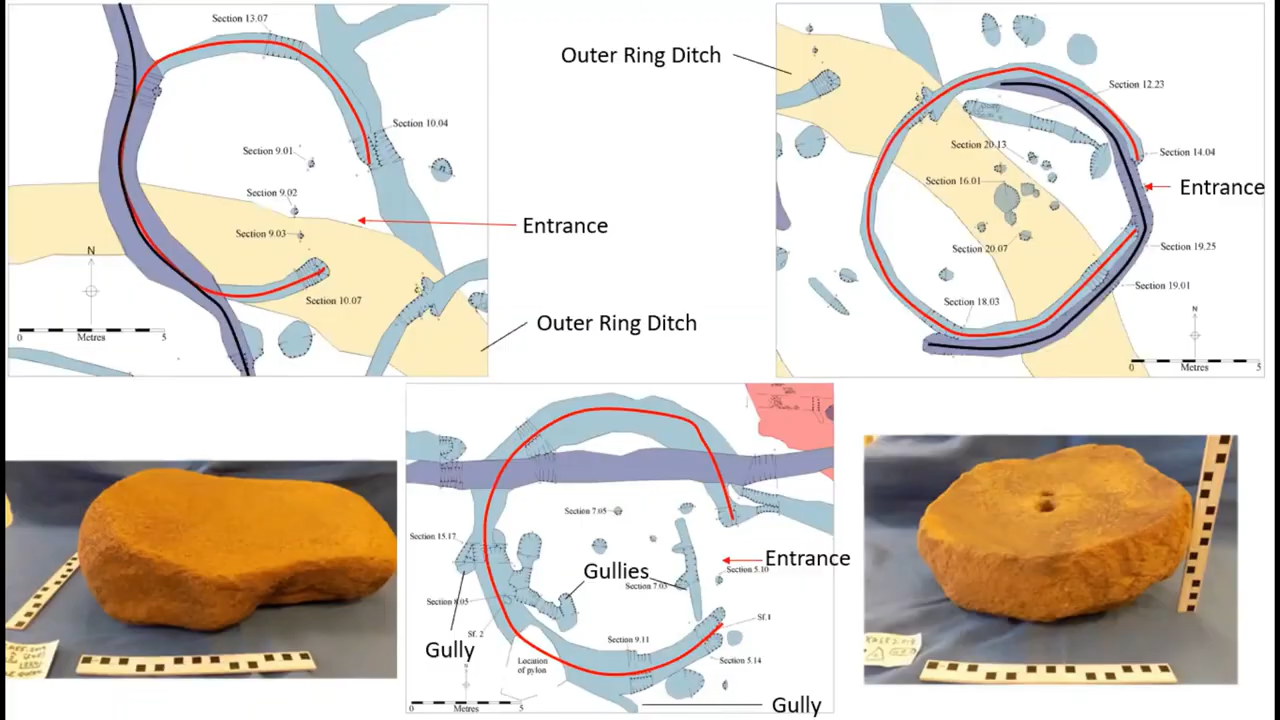 Section 13.07
Section 10.04
Section 9.01
Section 9.02
Section 9.03
Entrance
N
Section 10.07
0 Metres 5
Outer Ring Ditch
Outer Ring Ditch
Section 12.23
Section 20.13
Section 14.04
Section 16.01
Entrance
Section 20.07
Section 19.25
Section 19.01
Section 18.03
N
0 Metres 5
Section 7.05
Section 15.17
Entrance
Gullies
Section 5.10
Section 7.03
Sf.1
Sf. 2
Section 9.11
Gully
Location
of pylon
Section 5.14
0 Metres 5
Gully